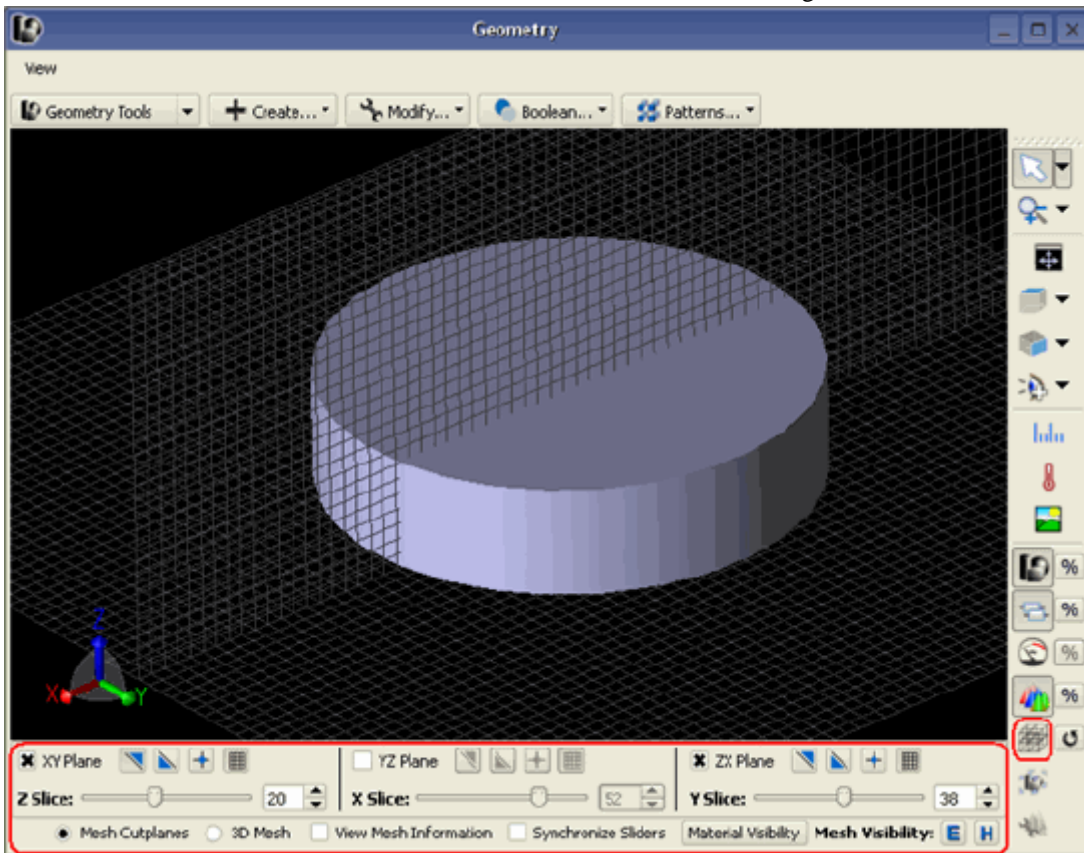 Geometry
View
Geometry Tools Create... Modify... Boolean... Patterns...
%
%
%
%
Z
X Y
XY Plane YZ Plane ZX Plane
Z Slice: 20 X Slice: 52 Y Slice: 38
Mesh Cutplanes 3D Mesh View Mesh Information Synchronize Sliders Material Visibility Mesh Visibility: E H